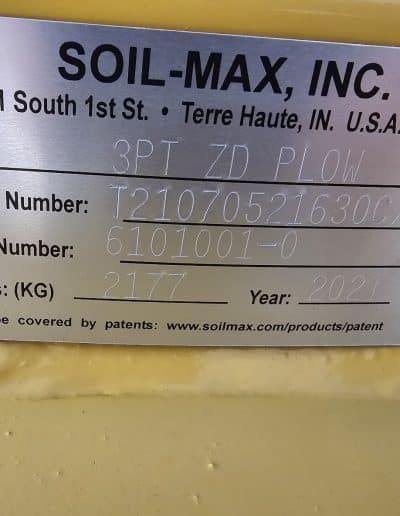 SOIL-MAX, INC.
1 South 1st St. • Terre Haute, IN. U.S.A.
3PT ZD PLOW
Number: T21070521630C
Number: 6101001-0
s: (KG) 2177 Year: 2021
be covered by patents: www.soilmax.com/products/patent